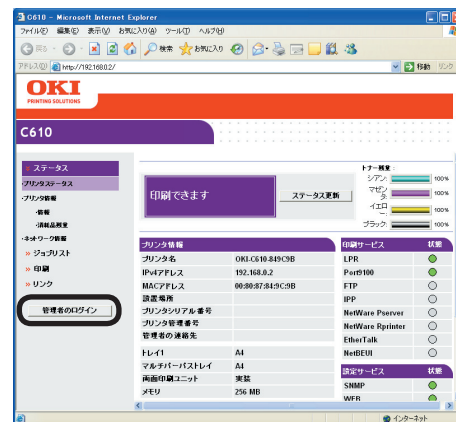 C610 - Microsoft Internet Explorer
ファイル(F) 編集(E) 表示(V) お気に入り(A) ツール(T) ヘルプ(H)
戻る 検索 お気に入り
アドレス(D) http://192.168.0.2/ 移動 リンク
OKI
PRINTING SOLUTIONS
C610
ステータス
プリンタステータス
プリンタ情報
情報
消耗品残量
ネットワーク情報
ジョブリスト
印刷
リンク
管理者のログイン
印刷できます
ステータス更新
トナー残量:
シアン: 100%
マゼンタ: 100%
イエロー: 100%
ブラック: 100%
プリンタ情報
プリンタ名 OKI-C610-849C9B
IPv4アドレス 192.168.0.2
MACアドレス 00:80:87:84:9C:9B
設置場所
プリンタシリアル番号
プリンタ管理番号
管理者の連絡先
トレイ1 A4
マルチパーパストレイ A4
両面印刷ユニット 実装
メモリ 256 MB
印刷サービス 状態
LPR
Port9100
FTP
IPP
NetWare Pserver
NetWare Rprinter
EtherTalk
NetBEUI
設定サービス 状態
SNMP
WEB
インターネット